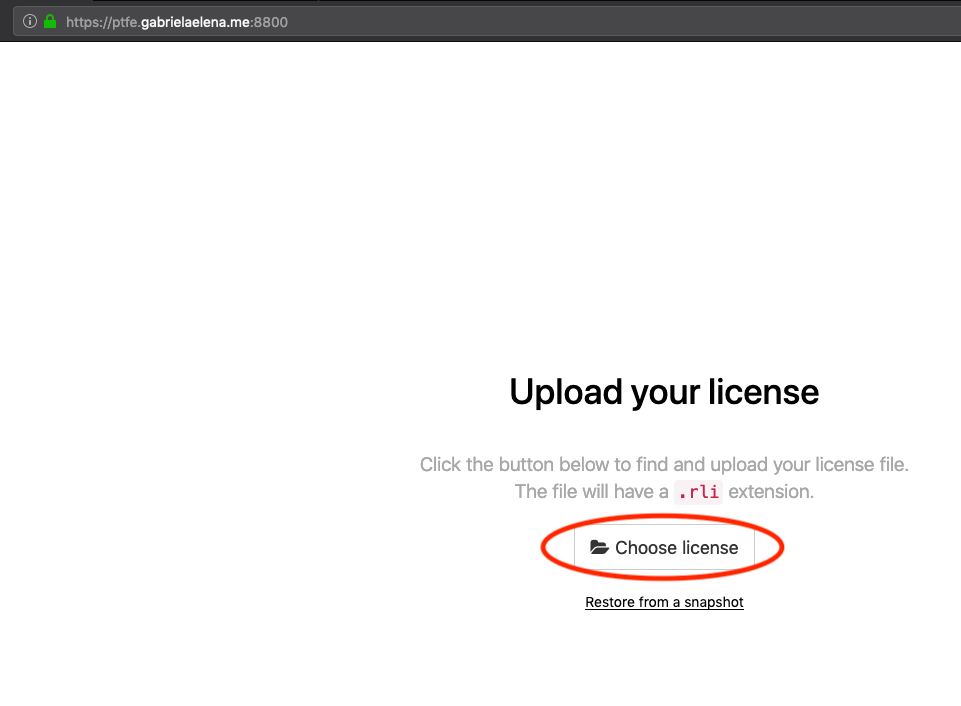 https://ptfe.gabrielaelena.me:8800
Upload your license
Click the button below to find and upload your license file.
The file will have a .rli extension.
Choose license
Restore from a snapshot